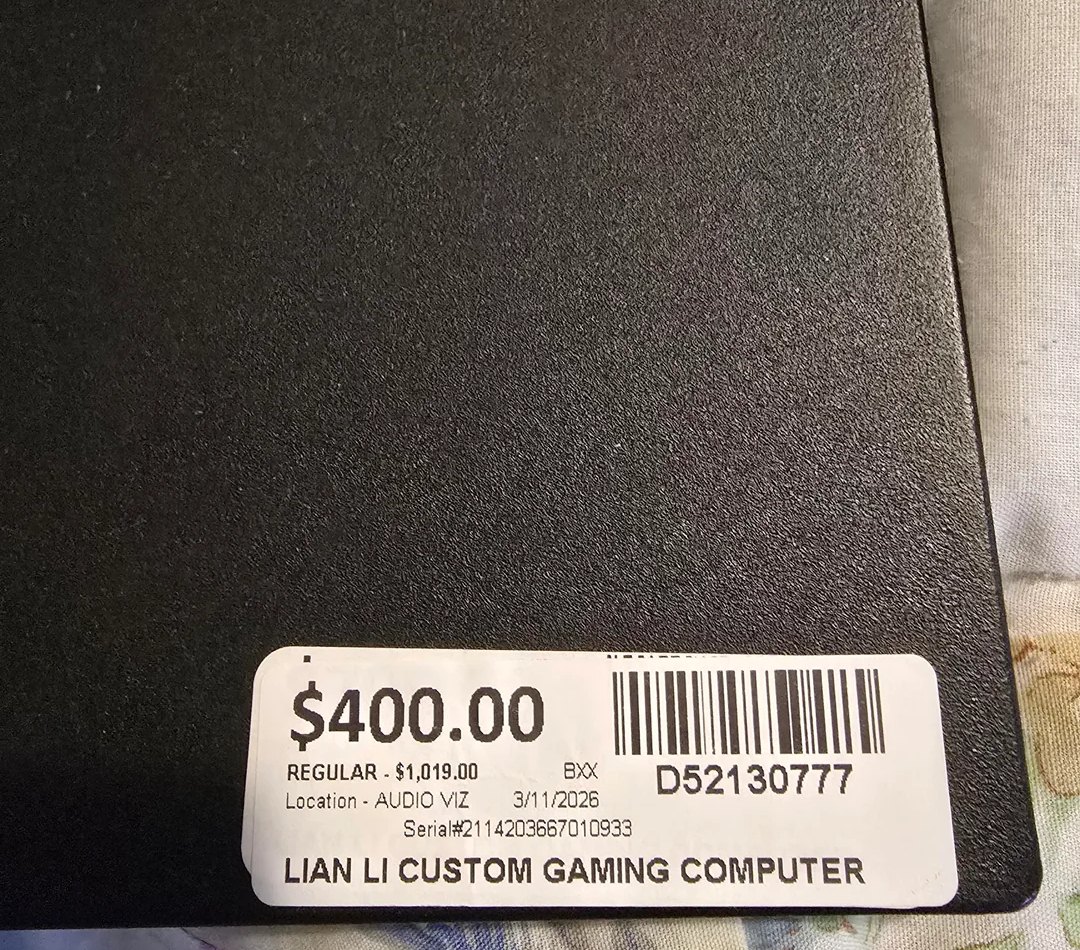 $400.00
REGULAR - $1,019.00 BXX
D52130777
Location - AUDIO VIZ 3/11/2026
Serial#2114203667010933
LIAN LI CUSTOM GAMING COMPUTER